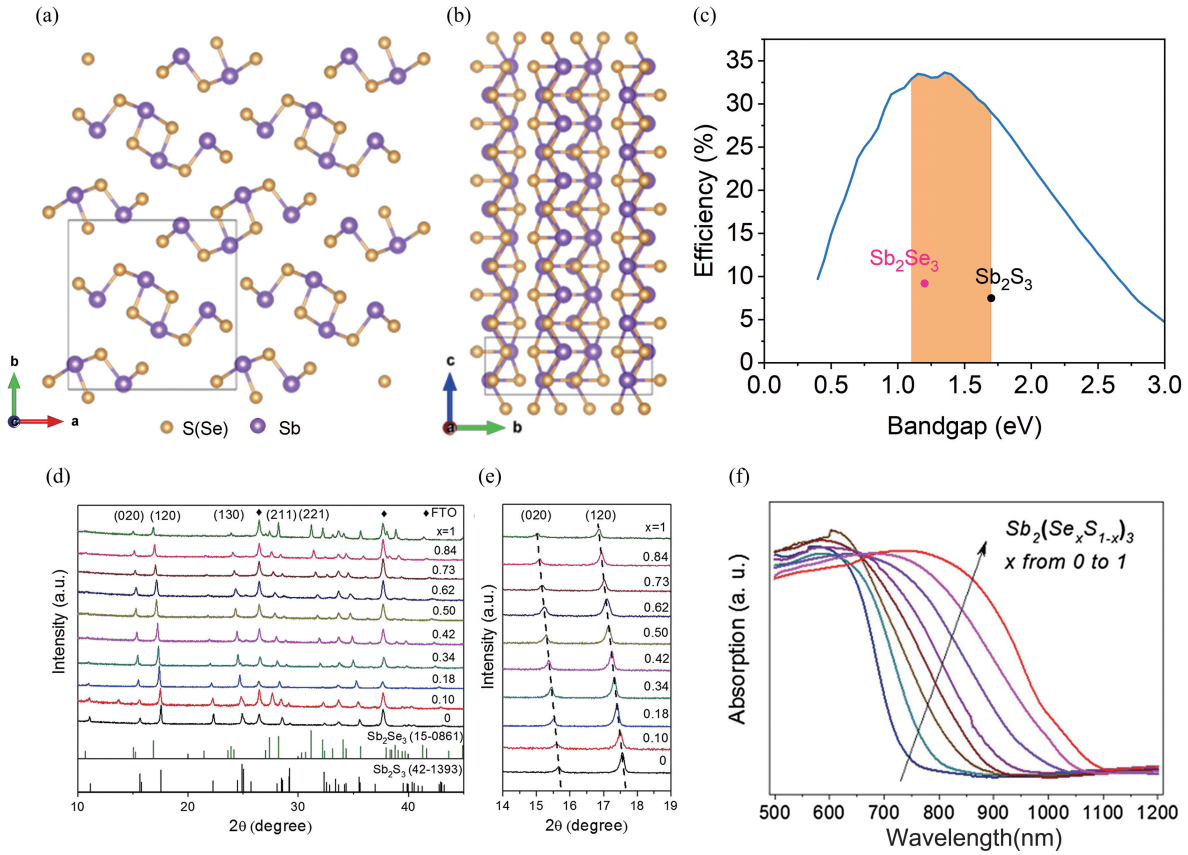 (a)
b
c
a
S(Se)
Sb
(b)
c
a
b
(c)
Efficiency (%)
35
30
25
20
15
10
5
0
Sb₂Se₃
Sb₂S₃
0.0 0.5 1.0 1.5 2.0 2.5 3.0
Bandgap (eV)
(d)
Intensity (a.u.)
(020) (120) (130) (211) (221) ♦FTO
x=1
0.84
0.73
0.62
0.50
0.42
0.34
0.18
0.10
0
Sb₂Se₃ (15-0861)
Sb₂S₃ (42-1393)
10 20 30 40
2θ (degree)
(e)
Intensity (a.u.)
(020) (120)
x=1
0.84
0.73
0.62
0.50
0.42
0.34
0.18
0.10
0
14 15 16 17 18 19
2θ (degree)
(f)
Absorption (a. u.)
Sb₂(SeₓS₁₋ₓ)₃
x from 0 to 1
500 600 700 800 900 1000 1100 1200
Wavelength(nm)